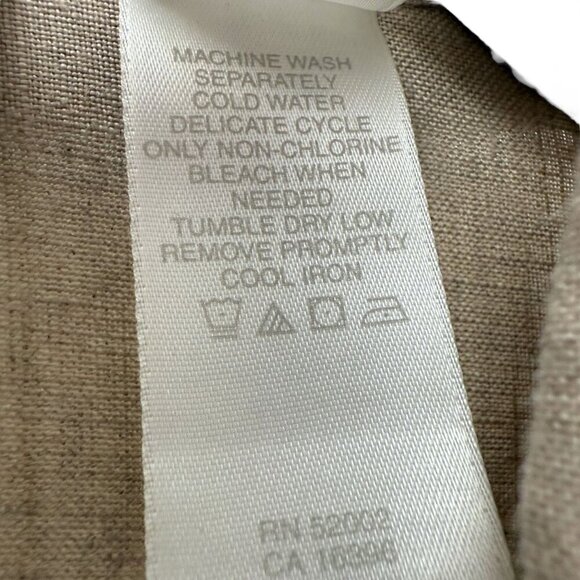 MACHINE WASH
SEPARATELY
COLD WATER
DELICATE CYCLE
ONLY NON-CHLORINE
BLEACH WHEN
NEEDED
TUMBLE DRY LOW
REMOVE PROMPTLY
COOL IRON
RN 52002
CA 16396